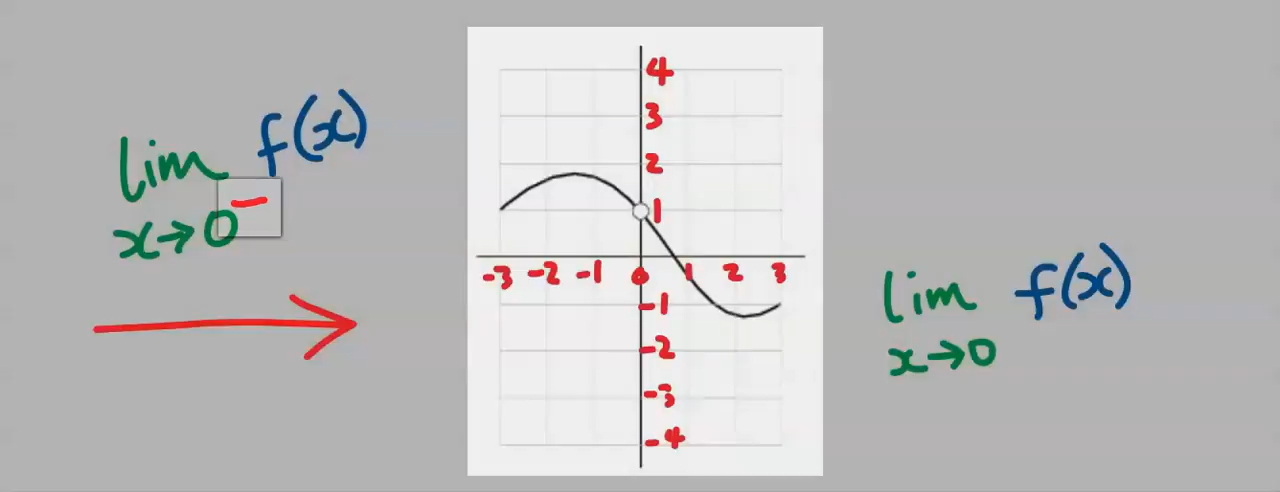 lim f(x)
x→0⁻
4
3
2
1
-3 -2 -1 0 1 2 3
-1
-2
-3
-4
lim f(x)
x→0